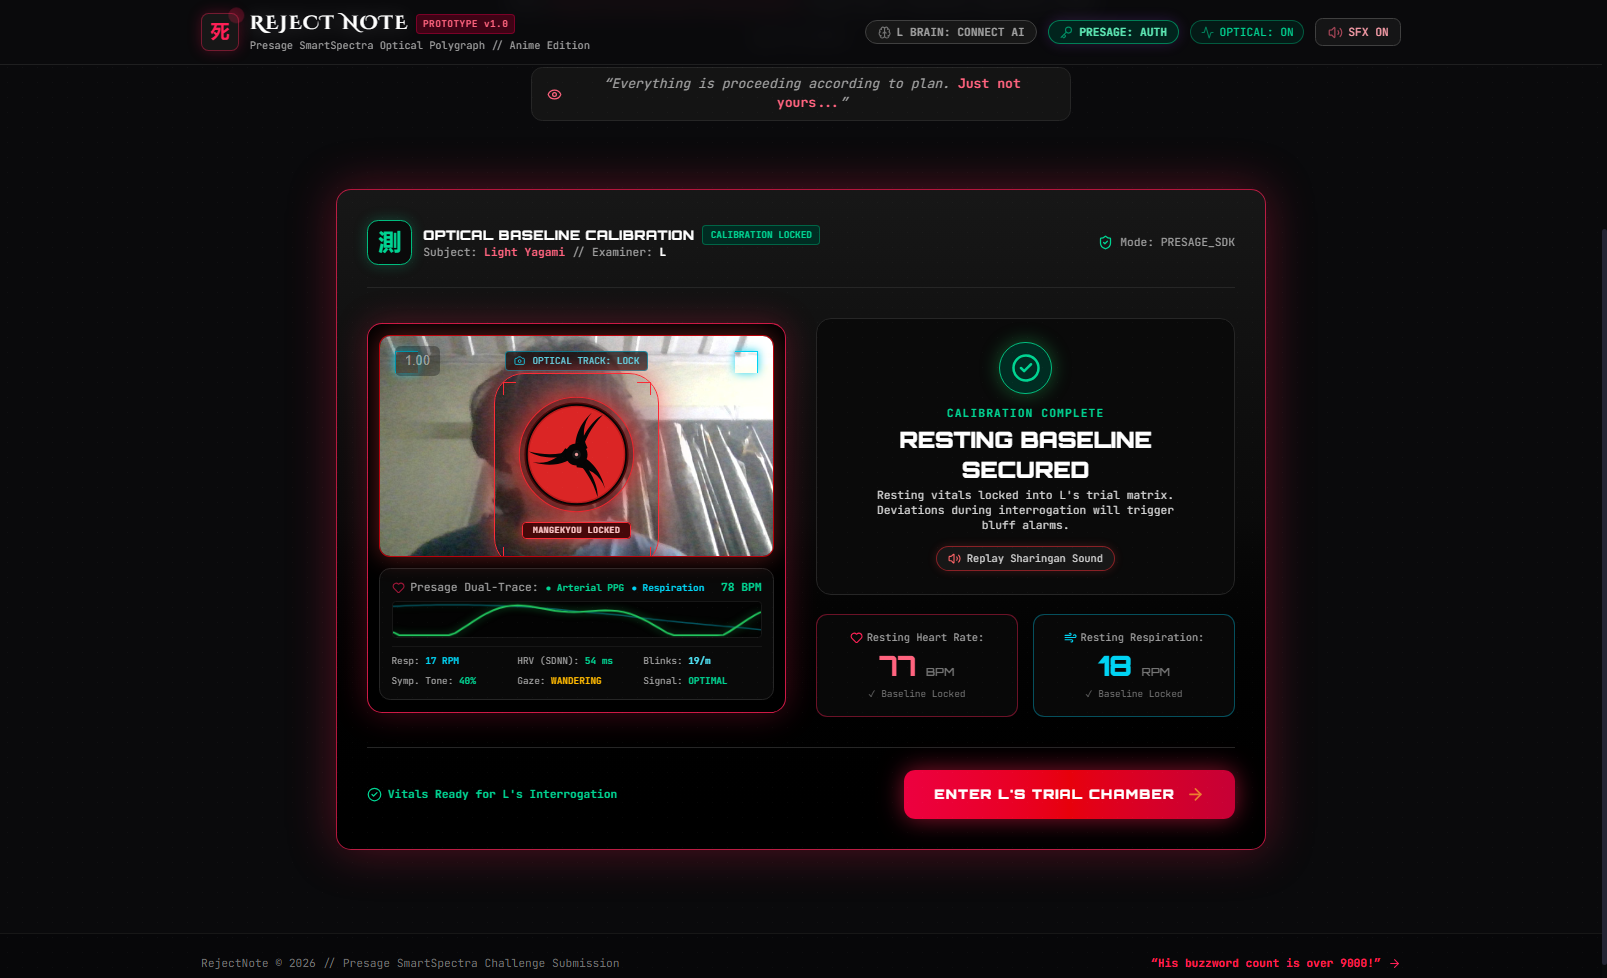 死
REJECT NOTE
PROTOTYPE v1.0
Presage SmartSpectra Optical Polygraph // Anime Edition
L BRAIN: CONNECT AI
PRESAGE: AUTH
OPTICAL: ON
SFX ON
“Everything is proceeding according to plan. Just not
yours...”
測
OPTICAL BASELINE CALIBRATION
CALIBRATION LOCKED
Subject: Light Yagami // Examiner: L
Mode: PRESAGE_SDK
1.00
OPTICAL TRACK: LOCK
MANGEKYOU LOCKED
Presage Dual-Trace: • Arterial PPG • Respiration 78 BPM
Resp: 17 RPM
HRV (SDNN): 54 ms
Blinks: 19/m
Symp. Tone: 40%
Gaze: WANDERING
Signal: OPTIMAL
CALIBRATION COMPLETE
RESTING BASELINE
SECURED
Resting vitals locked into L's trial matrix.
Deviations during interrogation will trigger
bluff alarms.
Replay Sharingan Sound
Resting Heart Rate:
77 BPM
✓ Baseline Locked
Resting Respiration:
18 RPM
✓ Baseline Locked
Vitals Ready for L's Interrogation
ENTER L'S TRIAL CHAMBER →
RejectNote © 2026 // Presage SmartSpectra Challenge Submission
“His buzzword count is over 9000!” →